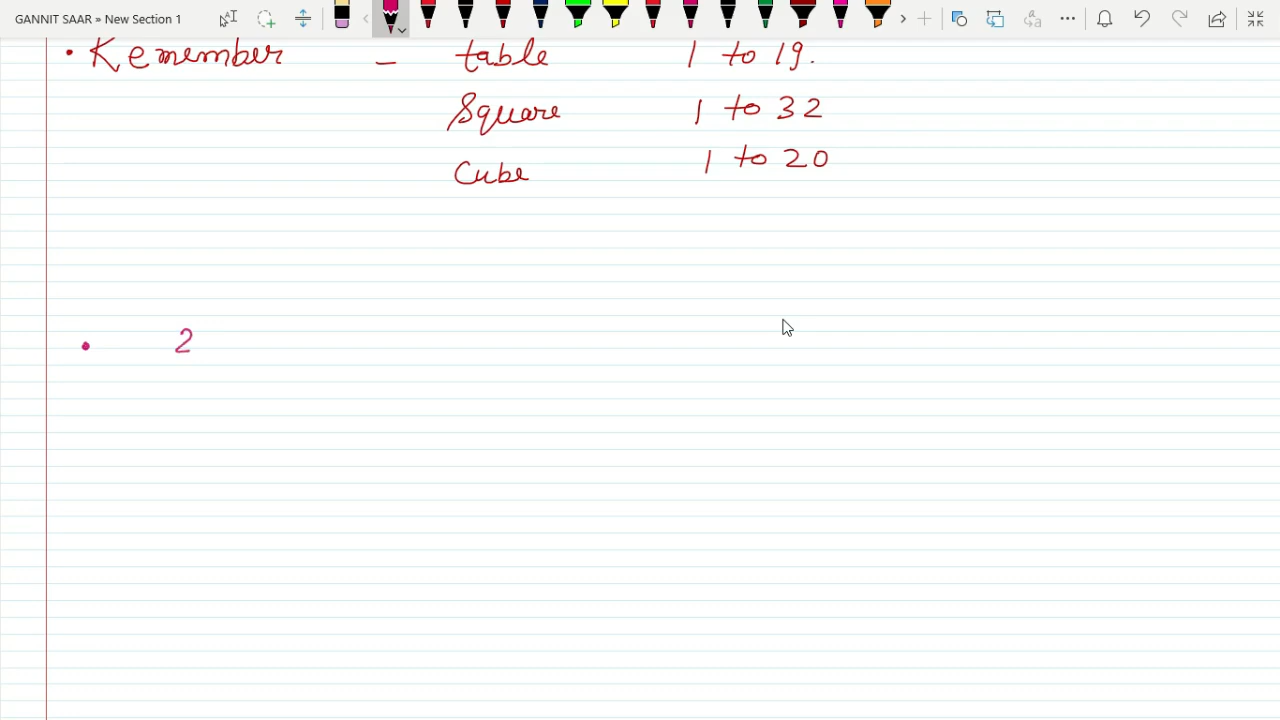 GANNIT SAAR » New Section 1
• Remember - table 1 to 19.
Square 1 to 32
Cube 1 to 20
• 2